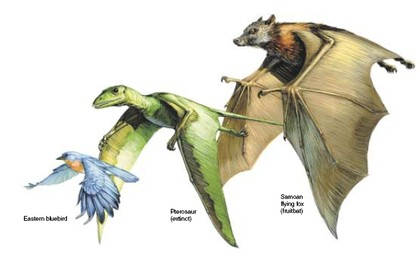 Eastern bluebird
Pterosaur
(extinct)
Samoan
flying fox
(fruitbat)